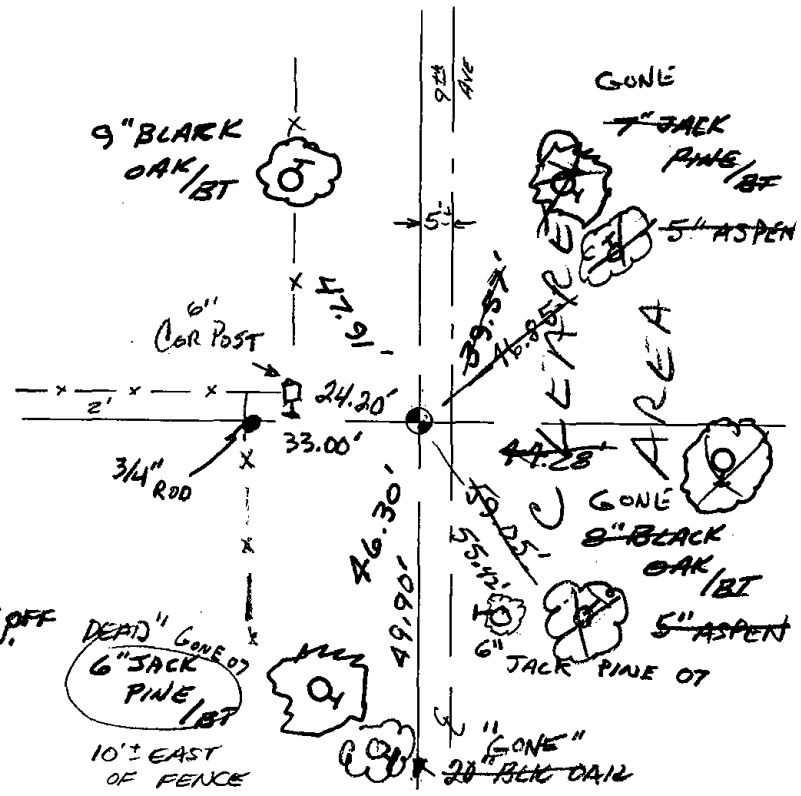 9TH
AVE
9" BLACK
OAK/BT
GONE
7" JACK
PINE/BT
5" ASPEN
5'±
47.91'
39.57'
6"
COR POST
24.20'
2'
33.00'
3/4"
ROD
CLEARED
AREA
44.28'
GONE
8" BLACK
OAK/BT
46.30'
49.90'
55.42'
OFF
DEAD" GONE 07
6" JACK
PINE/BT
10'± EAST
OF FENCE
6"
JACK PINE 07
5" ASPEN
"GONE"
20" BLK OAK